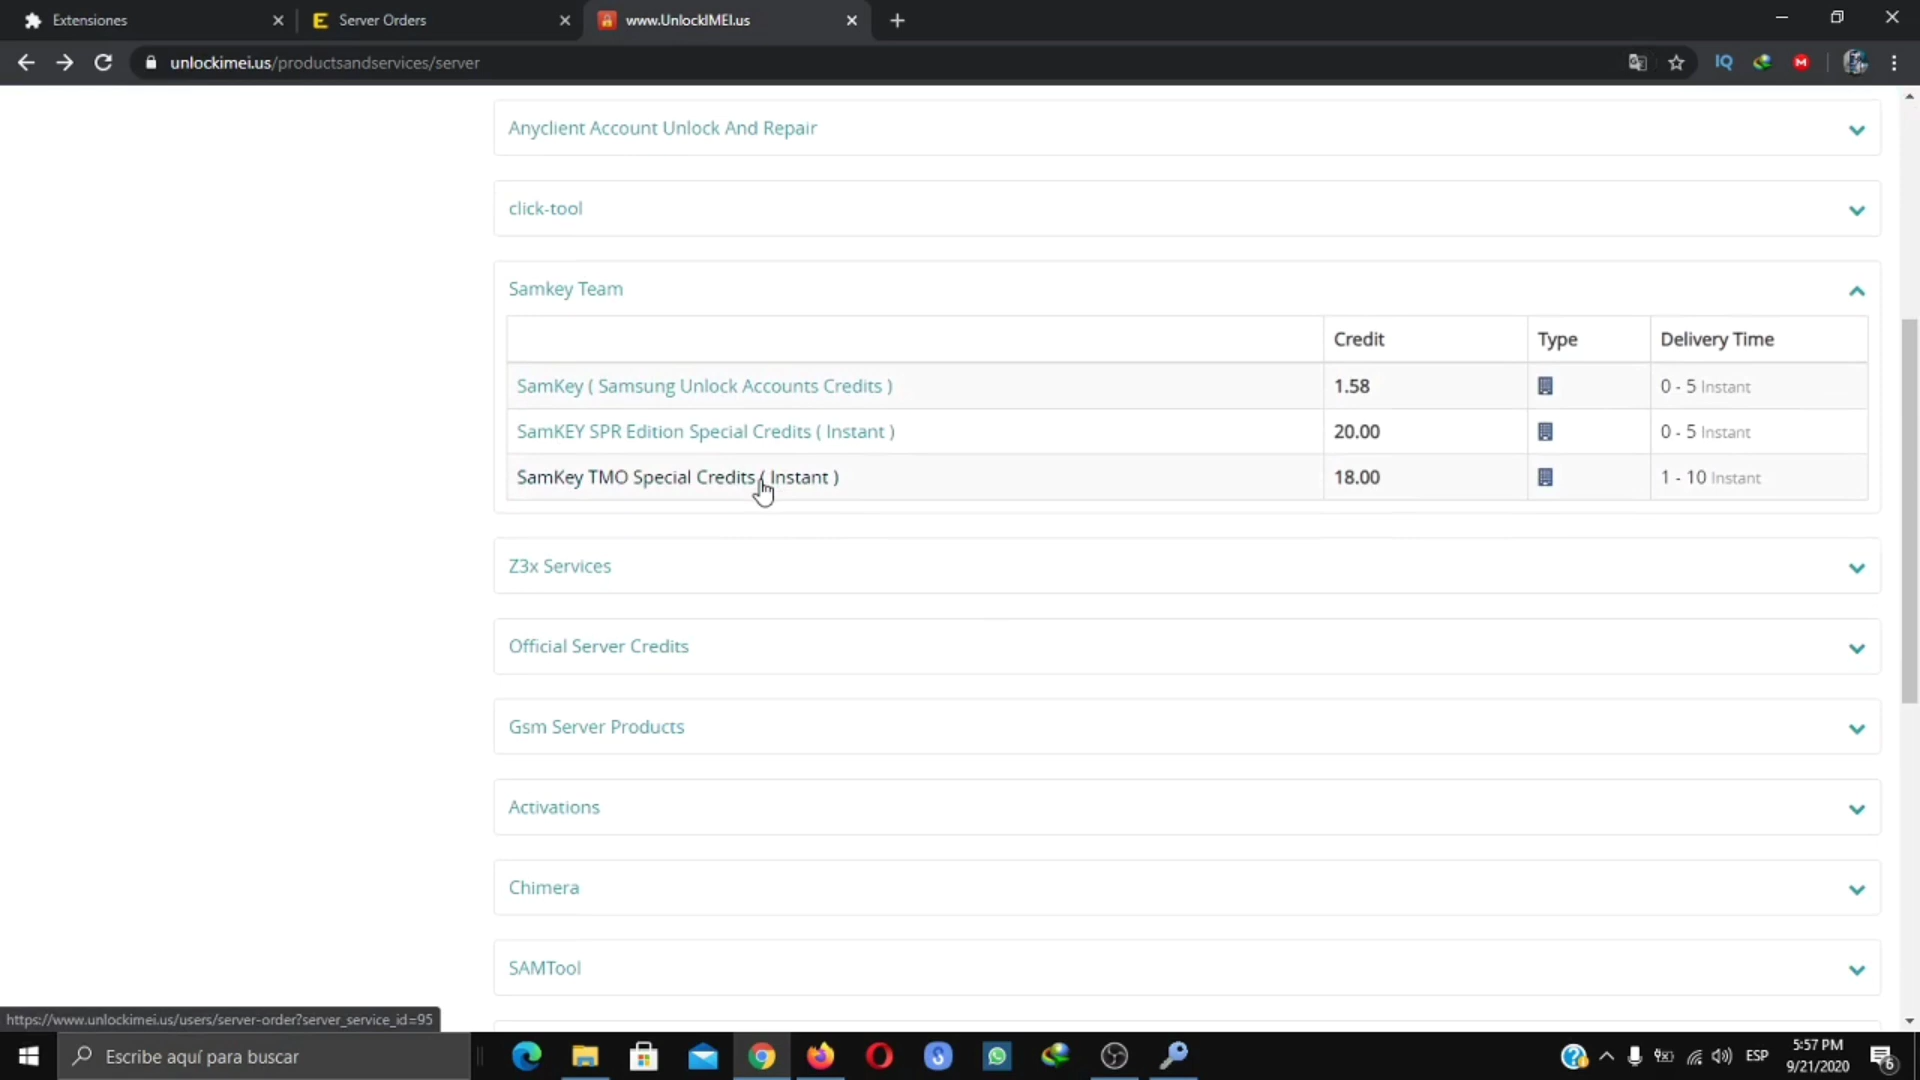 Extensiones
Server Orders
www.UnlockIMEI.us
unlockimei.us/productsandservices/server
Anyclient Account Unlock And Repair
click-tool
Samkey Team
Credit Type Delivery Time
SamKey ( Samsung Unlock Accounts Credits ) 1.58 0 - 5 Instant
SamKEY SPR Edition Special Credits ( Instant ) 20.00 0 - 5 Instant
SamKey TMO Special Credits ( Instant ) 18.00 1 - 10 Instant
Z3x Services
Official Server Credits
Gsm Server Products
Activations
Chimera
SAMTool
https://www.unlockimei.us/users/server-order?server_service_id=95
Escribe aquí para buscar
ESP
5:57 PM
9/21/2020
6